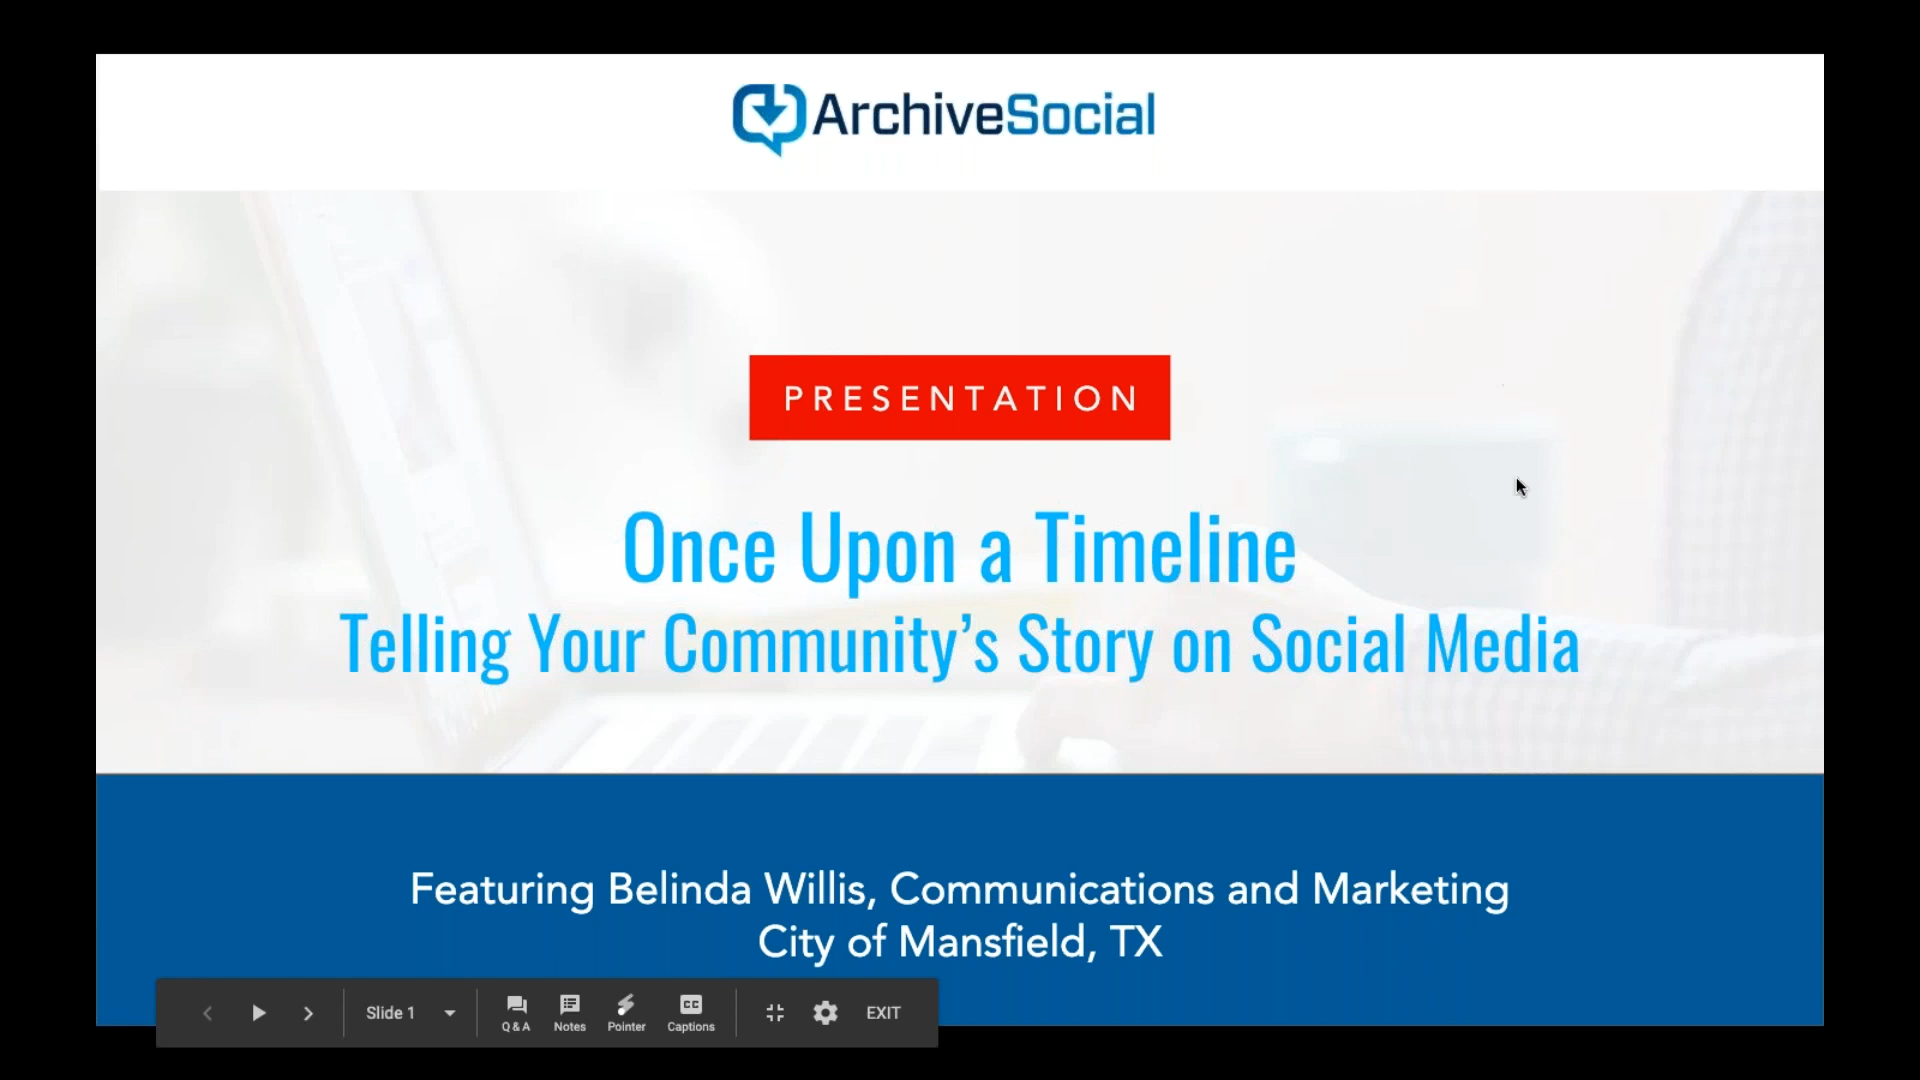 ArchiveSocial
PRESENTATION
Once Upon a Timeline
Telling Your Community’s Story on Social Media
Featuring Belinda Willis, Communications and Marketing
City of Mansfield, TX
Slide 1
Q & A
Notes
Pointer
CC
Captions
EXIT